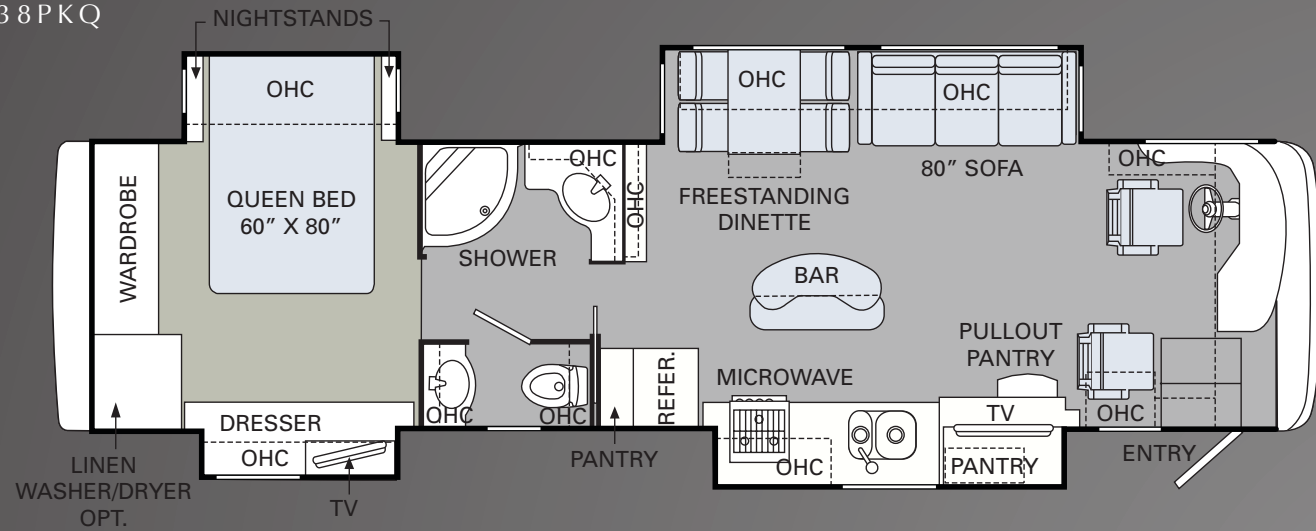 38PKQ
NIGHTSTANDS
OHC
OHC
OHC
QUEEN BED
60” X 80”
WARDROBE
OHC
OHC
SHOWER
FREESTANDING
DINETTE
80” SOFA
OHC
BAR
PULLOUT
PANTRY
MICROWAVE
REFER.
DRESSER
OHC
TV
OHC
OHC
PANTRY
OHC
TV
PANTRY
OHC
ENTRY
LINEN
WASHER/DRYER
OPT.